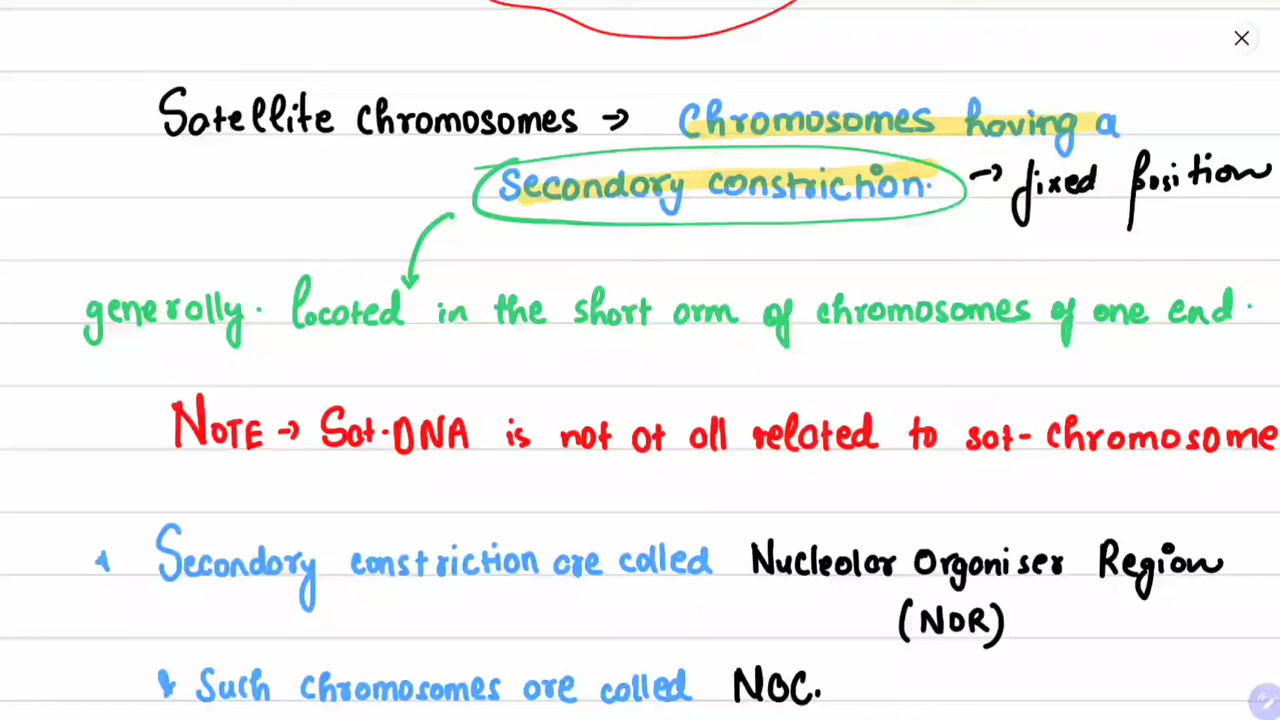 Satellite chromosomes → Chromosomes having a
Secondary constriction. → fixed position
generally. located in the short arm of chromosomes of one end.
NOTE → Sat-DNA is not at all related to sat-chromosome
Secondary constriction are called Nucleolar Organiser Region
(NOR)
* Such chromosomes are called NOC.